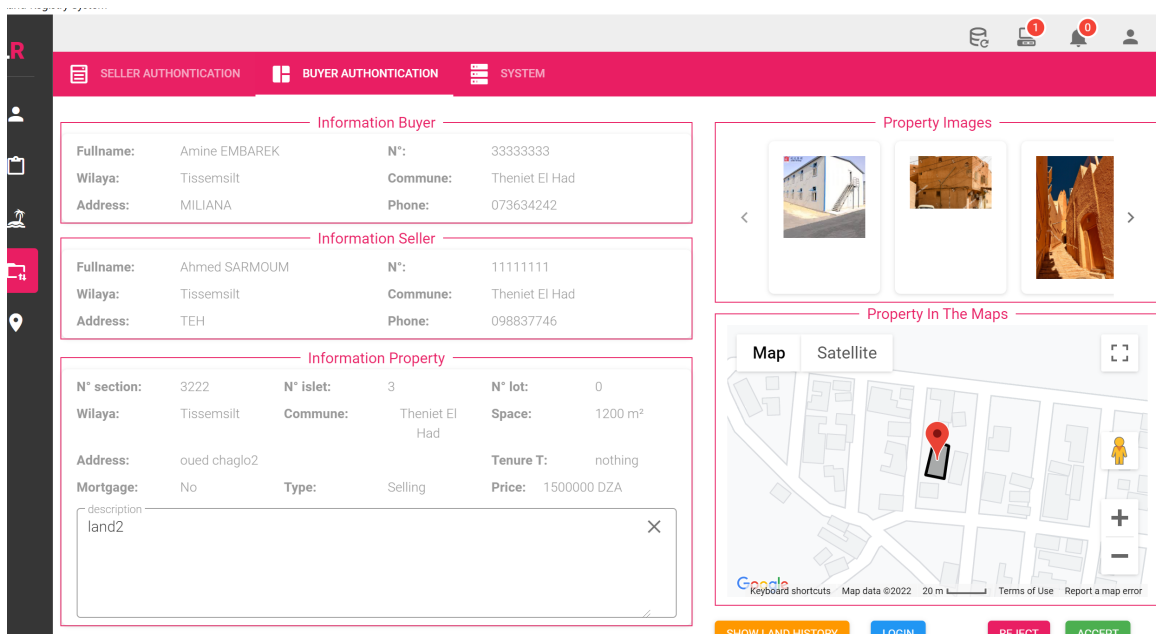 LR
1
0
SELLER AUTHONTICATION
BUYER AUTHONTICATION
SYSTEM
Information Buyer
Fullname: Amine EMBAREK N°: 33333333
Wilaya: Tissemsilt Commune: Theniet El Had
Address: MILIANA Phone: 073634242
Information Seller
Fullname: Ahmed SARMOUM N°: 11111111
Wilaya: Tissemsilt Commune: Theniet El Had
Address: TEH Phone: 098837746
Information Property
N° section: 3222 N° islet: 3 N° lot: 0
Wilaya: Tissemsilt Commune: Theniet El Space: 1200 m²
Had
Address: oued chaglo2 Tenure T: nothing
Mortgage: No Type: Selling Price: 1500000 DZA
description
land2
Property Images
Property In The Maps
Map Satellite
Google
Keyboard shortcuts Map data ©2022 20 m Terms of Use Report a map error
SHOW LAND HISTORY LOGIN REJECT ACCEPT